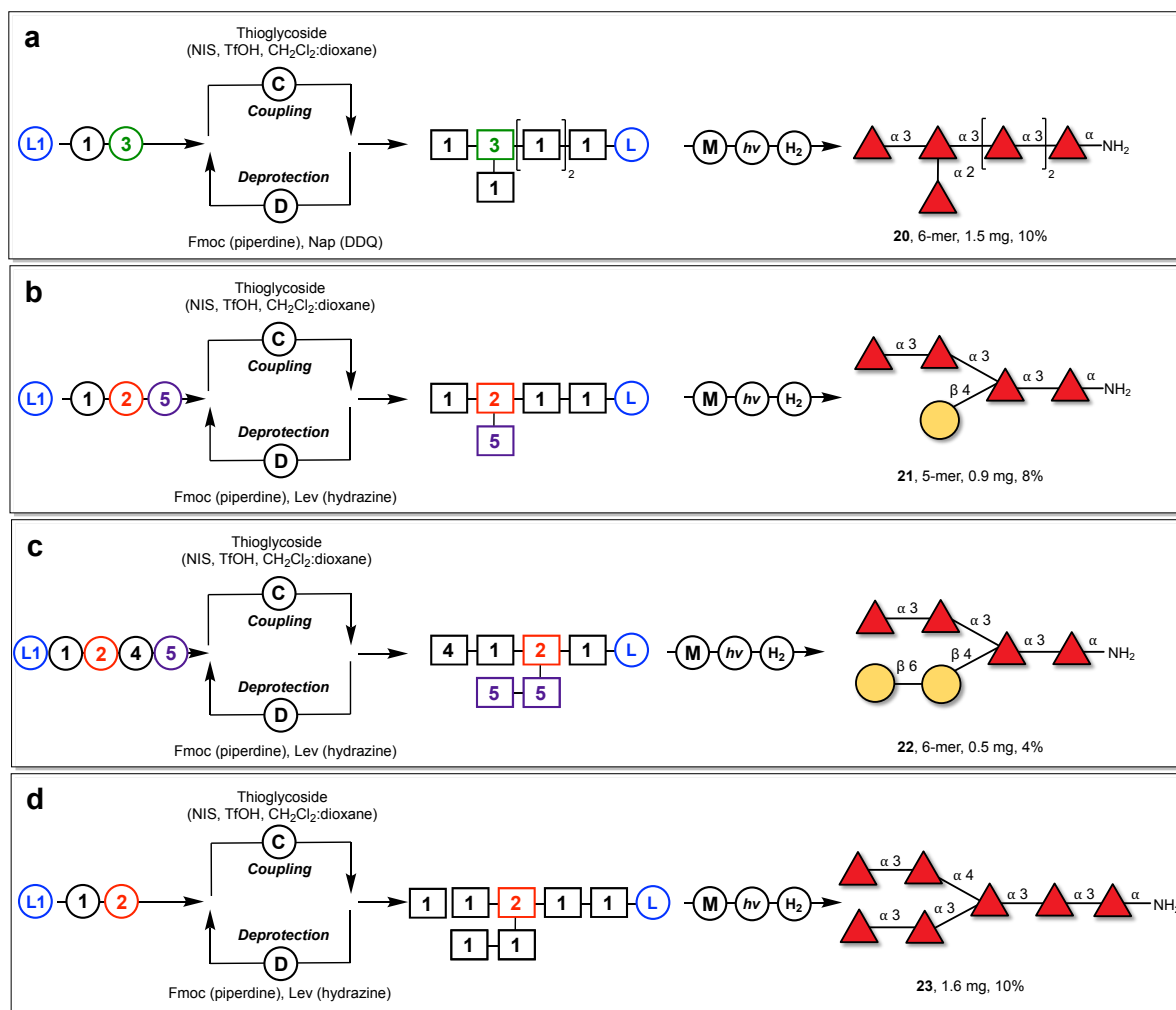 a
Thioglycoside
(NIS, TfOH, CH2Cl2:dioxane)
C
Coupling
L1 1 3
Deprotection
D
Fmoc (piperdine), Nap (DDQ)
1 3 [ 1 ]2 1 L
1
M hv H2
α 3 α 3 [ ]2 α 3 α NH2
α 2
20, 6-mer, 1.5 mg, 10%
b
Thioglycoside
(NIS, TfOH, CH2Cl2:dioxane)
C
Coupling
L1 1 2 5
Deprotection
D
Fmoc (piperdine), Lev (hydrazine)
1 2 1 1 L
5
M hv H2
α 3 α 3
β 4 α 3 α NH2
21, 5-mer, 0.9 mg, 8%
c
Thioglycoside
(NIS, TfOH, CH2Cl2:dioxane)
C
Coupling
L1 1 2 4 5
Deprotection
D
Fmoc (piperdine), Lev (hydrazine)
4 1 2 1 L
5 5
M hv H2
α 3 α 3
β 6 β 4 α 3 α NH2
22, 6-mer, 0.5 mg, 4%
d
Thioglycoside
(NIS, TfOH, CH2Cl2:dioxane)
C
Coupling
L1 1 2
Deprotection
D
Fmoc (piperdine), Lev (hydrazine)
1 1 2 1 1 L
1 1
M hv H2
α 3 α 4
α 3 α 3 α 3 α 3 α NH2
23, 1.6 mg, 10%